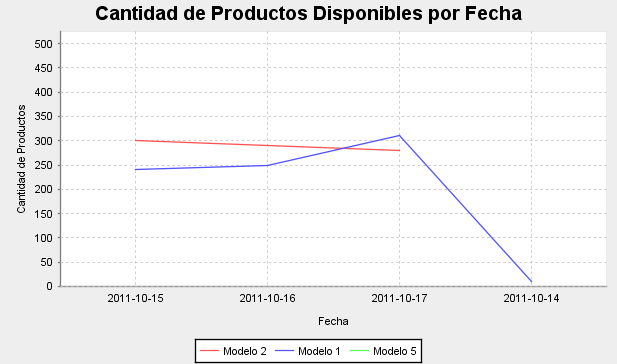 Cantidad de Productos Disponibles por Fecha
Cantidad de Productos
500
450
400
350
300
250
200
150
100
50
0
2011-10-15 2011-10-16 2011-10-17 2011-10-14
Fecha
Modelo 2 Modelo 1 Modelo 5